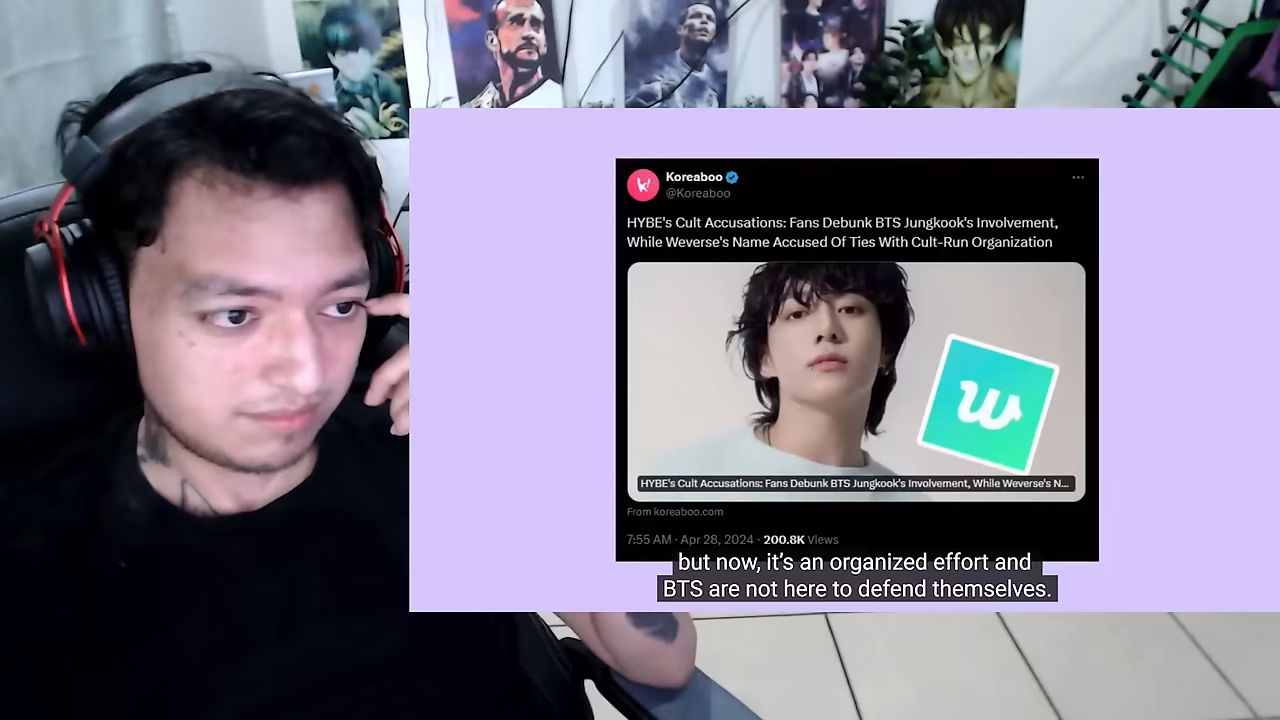 Koreaboo
@Koreaboo
HYBE's Cult Accusations: Fans Debunk BTS Jungkook's Involvement,
While Weverse's Name Accused Of Ties With Cult-Run Organization
w
HYBE's Cult Accusations: Fans Debunk BTS Jungkook's Involvement, While Weverse's N...
From koreaboo.com
7:55 AM · Apr 28, 2024 · 200.8K Views
but now, it’s an organized effort and
BTS are not here to defend themselves.